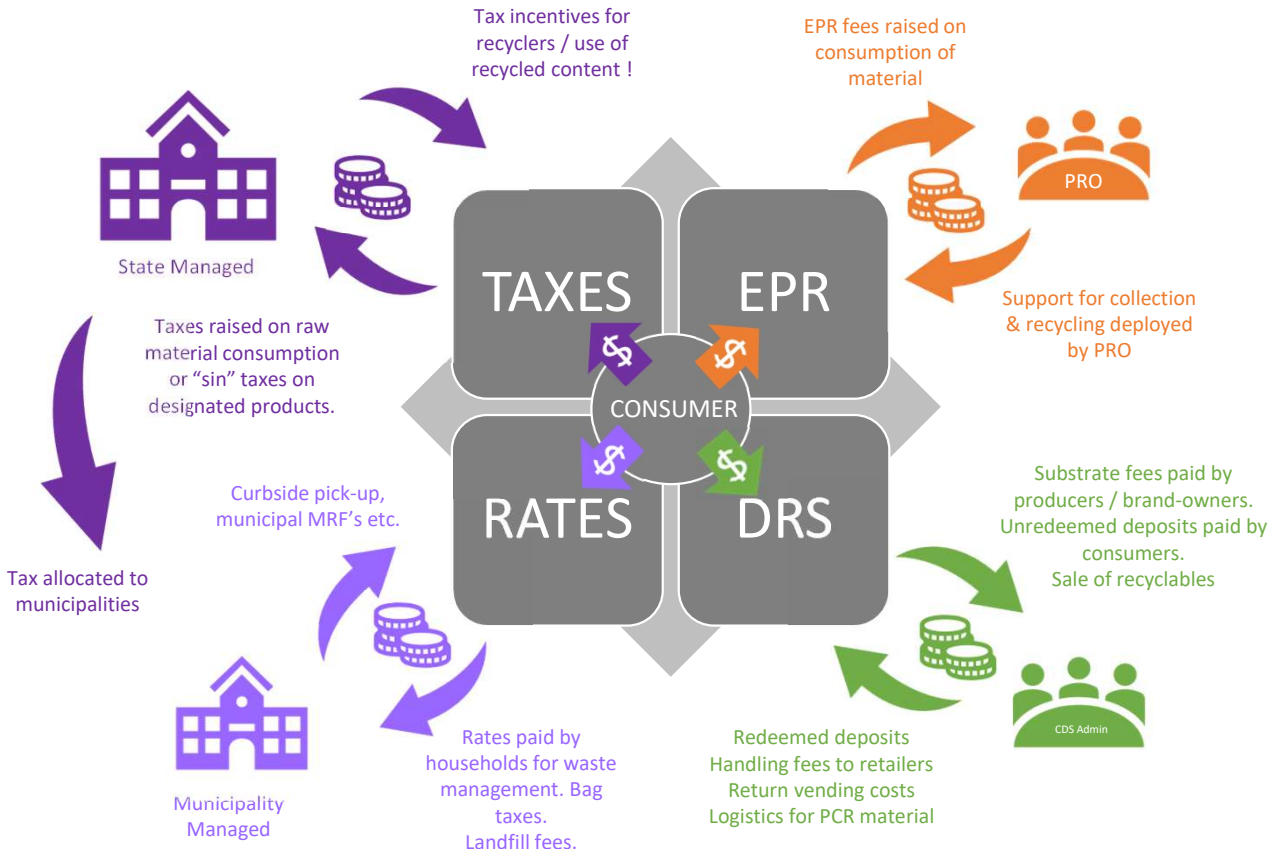 Tax incentives for
recyclers / use of
recycled content !
EPR fees raised on
consumption of
material
PRO
State Managed
TAXES
EPR
Taxes raised on raw
material consumption
or “sin” taxes on
designated products.
Support for collection
& recycling deployed
by PRO
$
$
CONSUMER
$
$
RATES
DRS
Curbside pick-up,
municipal MRF’s etc.
Substrate fees paid by
producers / brand-owners.
Unredeemed deposits paid by
consumers.
Sale of recyclables
Tax allocated to
municipalities
CDS Admin
Municipality
Managed
Rates paid by
households for waste
management. Bag
taxes.
Landfill fees.
Redeemed deposits
Handling fees to retailers
Return vending costs
Logistics for PCR material